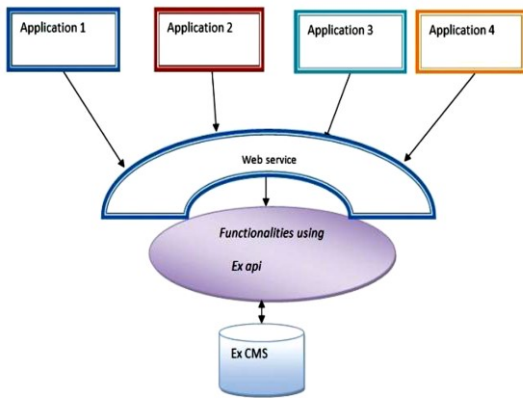 Application 1
Application 2
Application 3
Application 4
Web service
Functionalities using
Ex api
Ex CMS